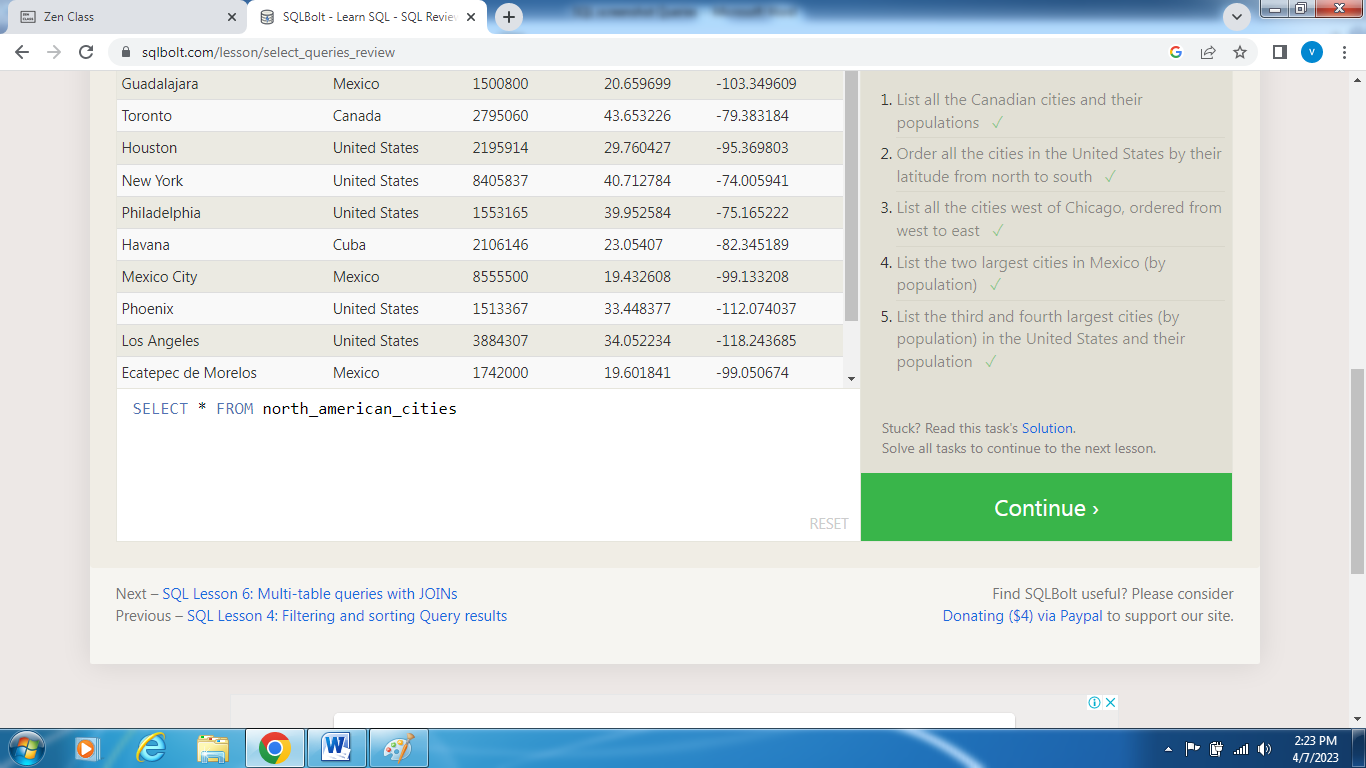 Zen Class
SQLBolt - Learn SQL - SQL Review
sqlbolt.com/lesson/select_queries_review
V
Guadalajara Mexico 1500800 20.659699 -103.349609
Toronto Canada 2795060 43.653226 -79.383184
Houston United States 2195914 29.760427 -95.369803
New York United States 8405837 40.712784 -74.005941
Philadelphia United States 1553165 39.952584 -75.165222
Havana Cuba 2106146 23.05407 -82.345189
Mexico City Mexico 8555500 19.432608 -99.133208
Phoenix United States 1513367 33.448377 -112.074037
Los Angeles United States 3884307 34.052234 -118.243685
Ecatepec de Morelos Mexico 1742000 19.601841 -99.050674
SELECT * FROM north_american_cities
RESET
1. List all the Canadian cities and their
populations ✓
2. Order all the cities in the United States by their
latitude from north to south ✓
3. List all the cities west of Chicago, ordered from
west to east ✓
4. List the two largest cities in Mexico (by
population) ✓
5. List the third and fourth largest cities (by
population) in the United States and their
population ✓
Stuck? Read this task's Solution.
Solve all tasks to continue to the next lesson.
Continue ›
Next – SQL Lesson 6: Multi-table queries with JOINs
Previous – SQL Lesson 4: Filtering and sorting Query results
Find SQLBolt useful? Please consider
Donating ($4) via Paypal to support our site.
2:23 PM
4/7/2023